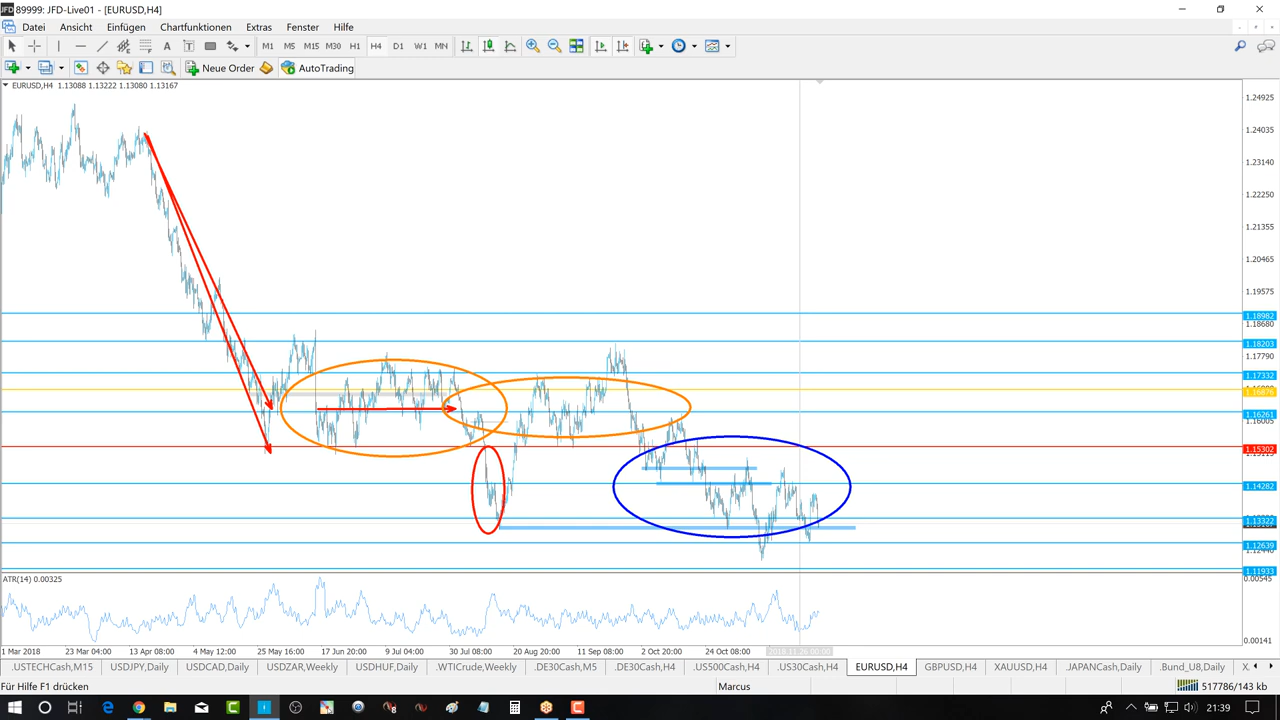 89999: JFD-Live01 - [EURUSD,H4]
Datei Ansicht Einfügen Chartfunktionen Extras Fenster Hilfe
M1 M5 M15 M30 H1 H4 D1 W1 MN
Neue Order AutoTrading
EURUSD,H4 1.13088 1.13222 1.13080 1.13167
1.24925
1.24035
1.23140
1.22250
1.21355
1.20465
1.19575
1.18982
1.18680
1.18203
1.17790
1.17332
1.16876
1.16261
1.16005
1.15302
1.14282
1.13322
1.12639
1.11933
ATR(14) 0.00325
0.00545
0.00141
1 Mar 2018 23 Mar 04:00 13 Apr 08:00 4 May 12:00 25 May 16:00 17 Jun 20:00 9 Jul 04:00 30 Jul 08:00 20 Aug 20:00 11 Sep 08:00 2 Oct 20:00 24 Oct 08:00 2018.11.26 00:00
.USTECHCash,M15 USDJPY,Daily USDCAD,Daily USDZAR,Weekly USDHUF,Daily .WTICrude,Weekly .DE30Cash,M5 .DE30Cash,H4 .US500Cash,H4 .US30Cash,H4 EURUSD,H4 GBPUSD,H4 XAUUSD,H4 .JAPANCash,Daily .Bund_U8,Daily X.
Für Hilfe F1 drücken Marcus 517786/143 kb
21:39